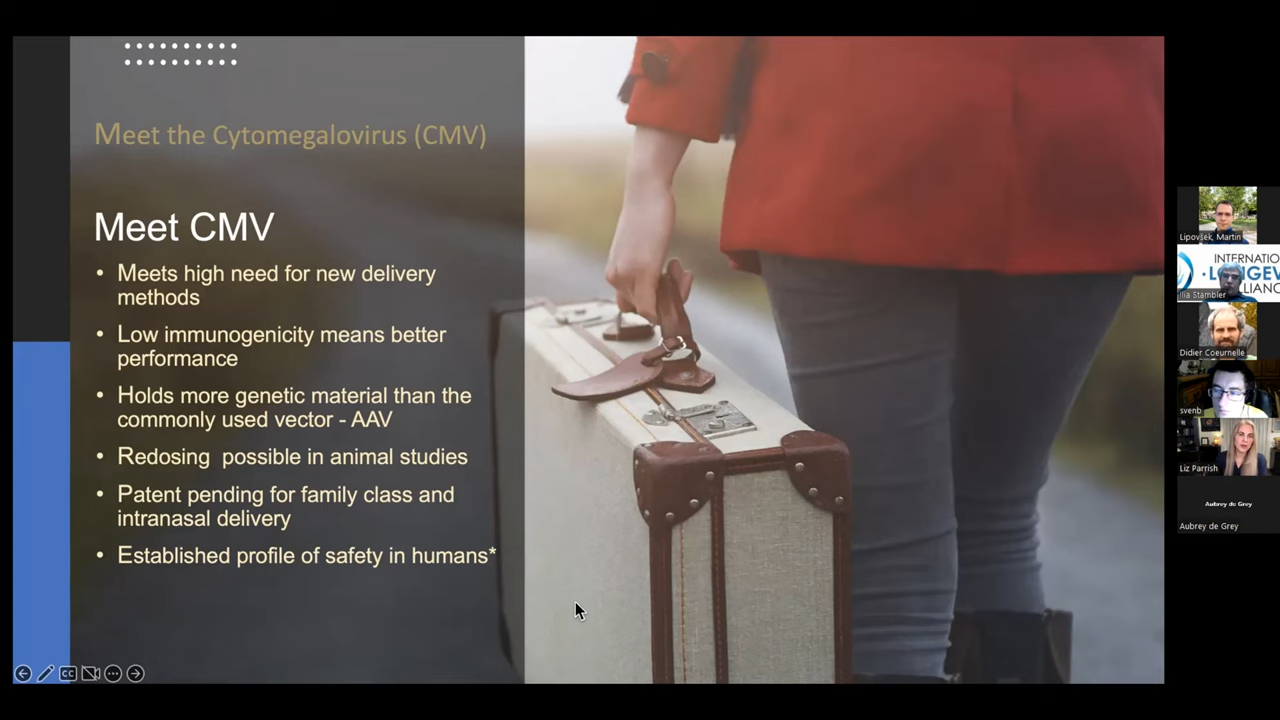 Meet the Cytomegalovirus (CMV)
Meet CMV
• Meets high need for new delivery
methods
• Low immunogenicity means better
performance
• Holds more genetic material than the
commonly used vector - AAV
• Redosing possible in animal studies
• Patent pending for family class and
intranasal delivery
• Established profile of safety in humans*
CC
Lipovšek, Martin
INTERNATIO
Ilia Stambler
Didier Coeurnelle
svenb
Liz Parrish
Aubrey de Grey
Aubrey de Grey